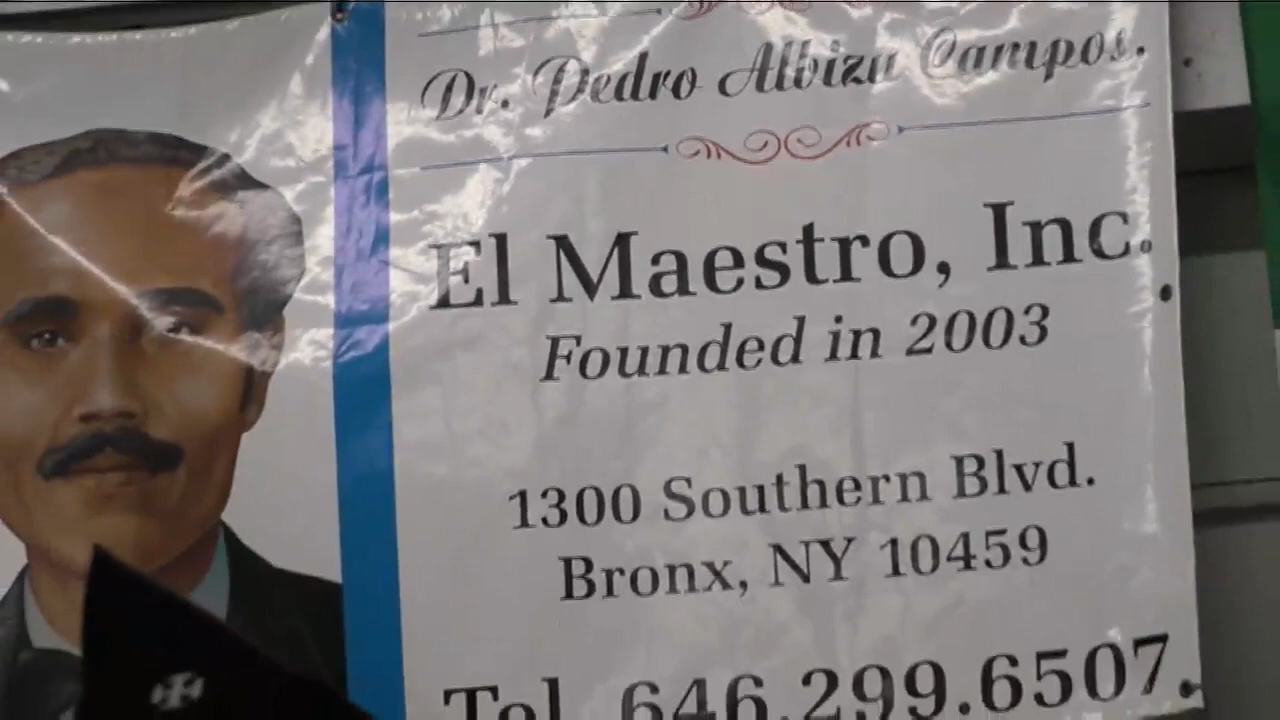 Dr. Pedro Albizu Campos.
El Maestro, Inc.
Founded in 2003
1300 Southern Blvd.
Bronx, NY 10459
Tel. 646.299.6507